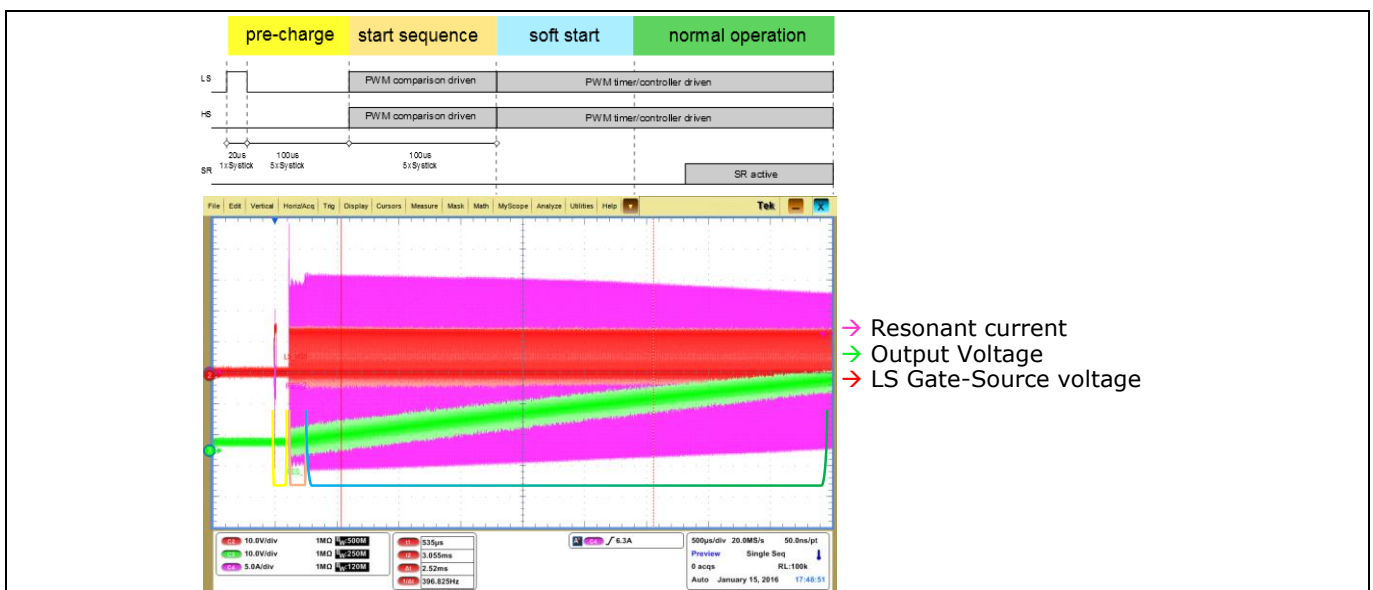 pre-charge start sequence soft start normal operation
LS PWM comparison driven PWM timer/controller driven
HS PWM comparison driven PWM timer/controller driven
20us 100us 100us
1xSystick 5xSystick 5xSystick
SR SR active
File Edit Vertical Horiz/Acq Trig Display Cursors Measure Mask Math MyScope Analyze Utilities Help Tek X
→ Resonant current
→ Output Voltage
→ LS Gate-Source voltage
C2 10.0V/div 1MΩ BW:500M t1 535µs A' C4 ∫ 6.3A 500µs/div 20.0MS/s 50.0ns/pt
10.0V/div 1MΩ BW:250M t2 3.055ms Preview Single Seq
C4 5.0A/div 1MΩ BW:120M Δt 2.52ms 0 acqs RL:100k
1/Δt 396.825Hz Auto January 15, 2016 17:48:51